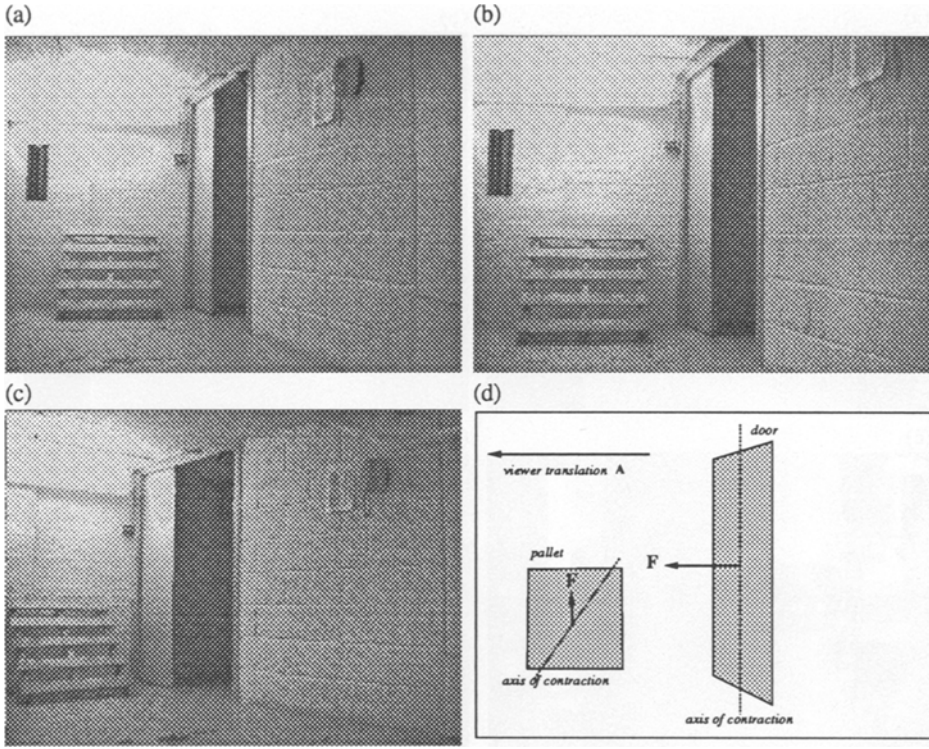 (a)
(b)
(c)
(d)
door
viewer translation A
pallet
F
F
axis of contraction
axis of contraction